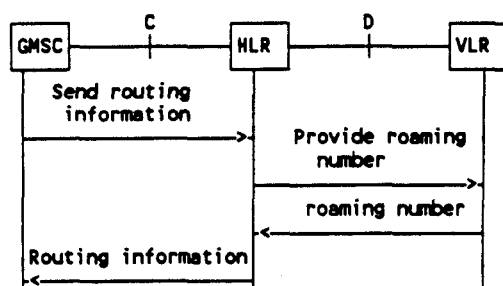 C D
GMSC HLR VLR
Send routing
information
Provide roaming
number
roaming number
Routing information